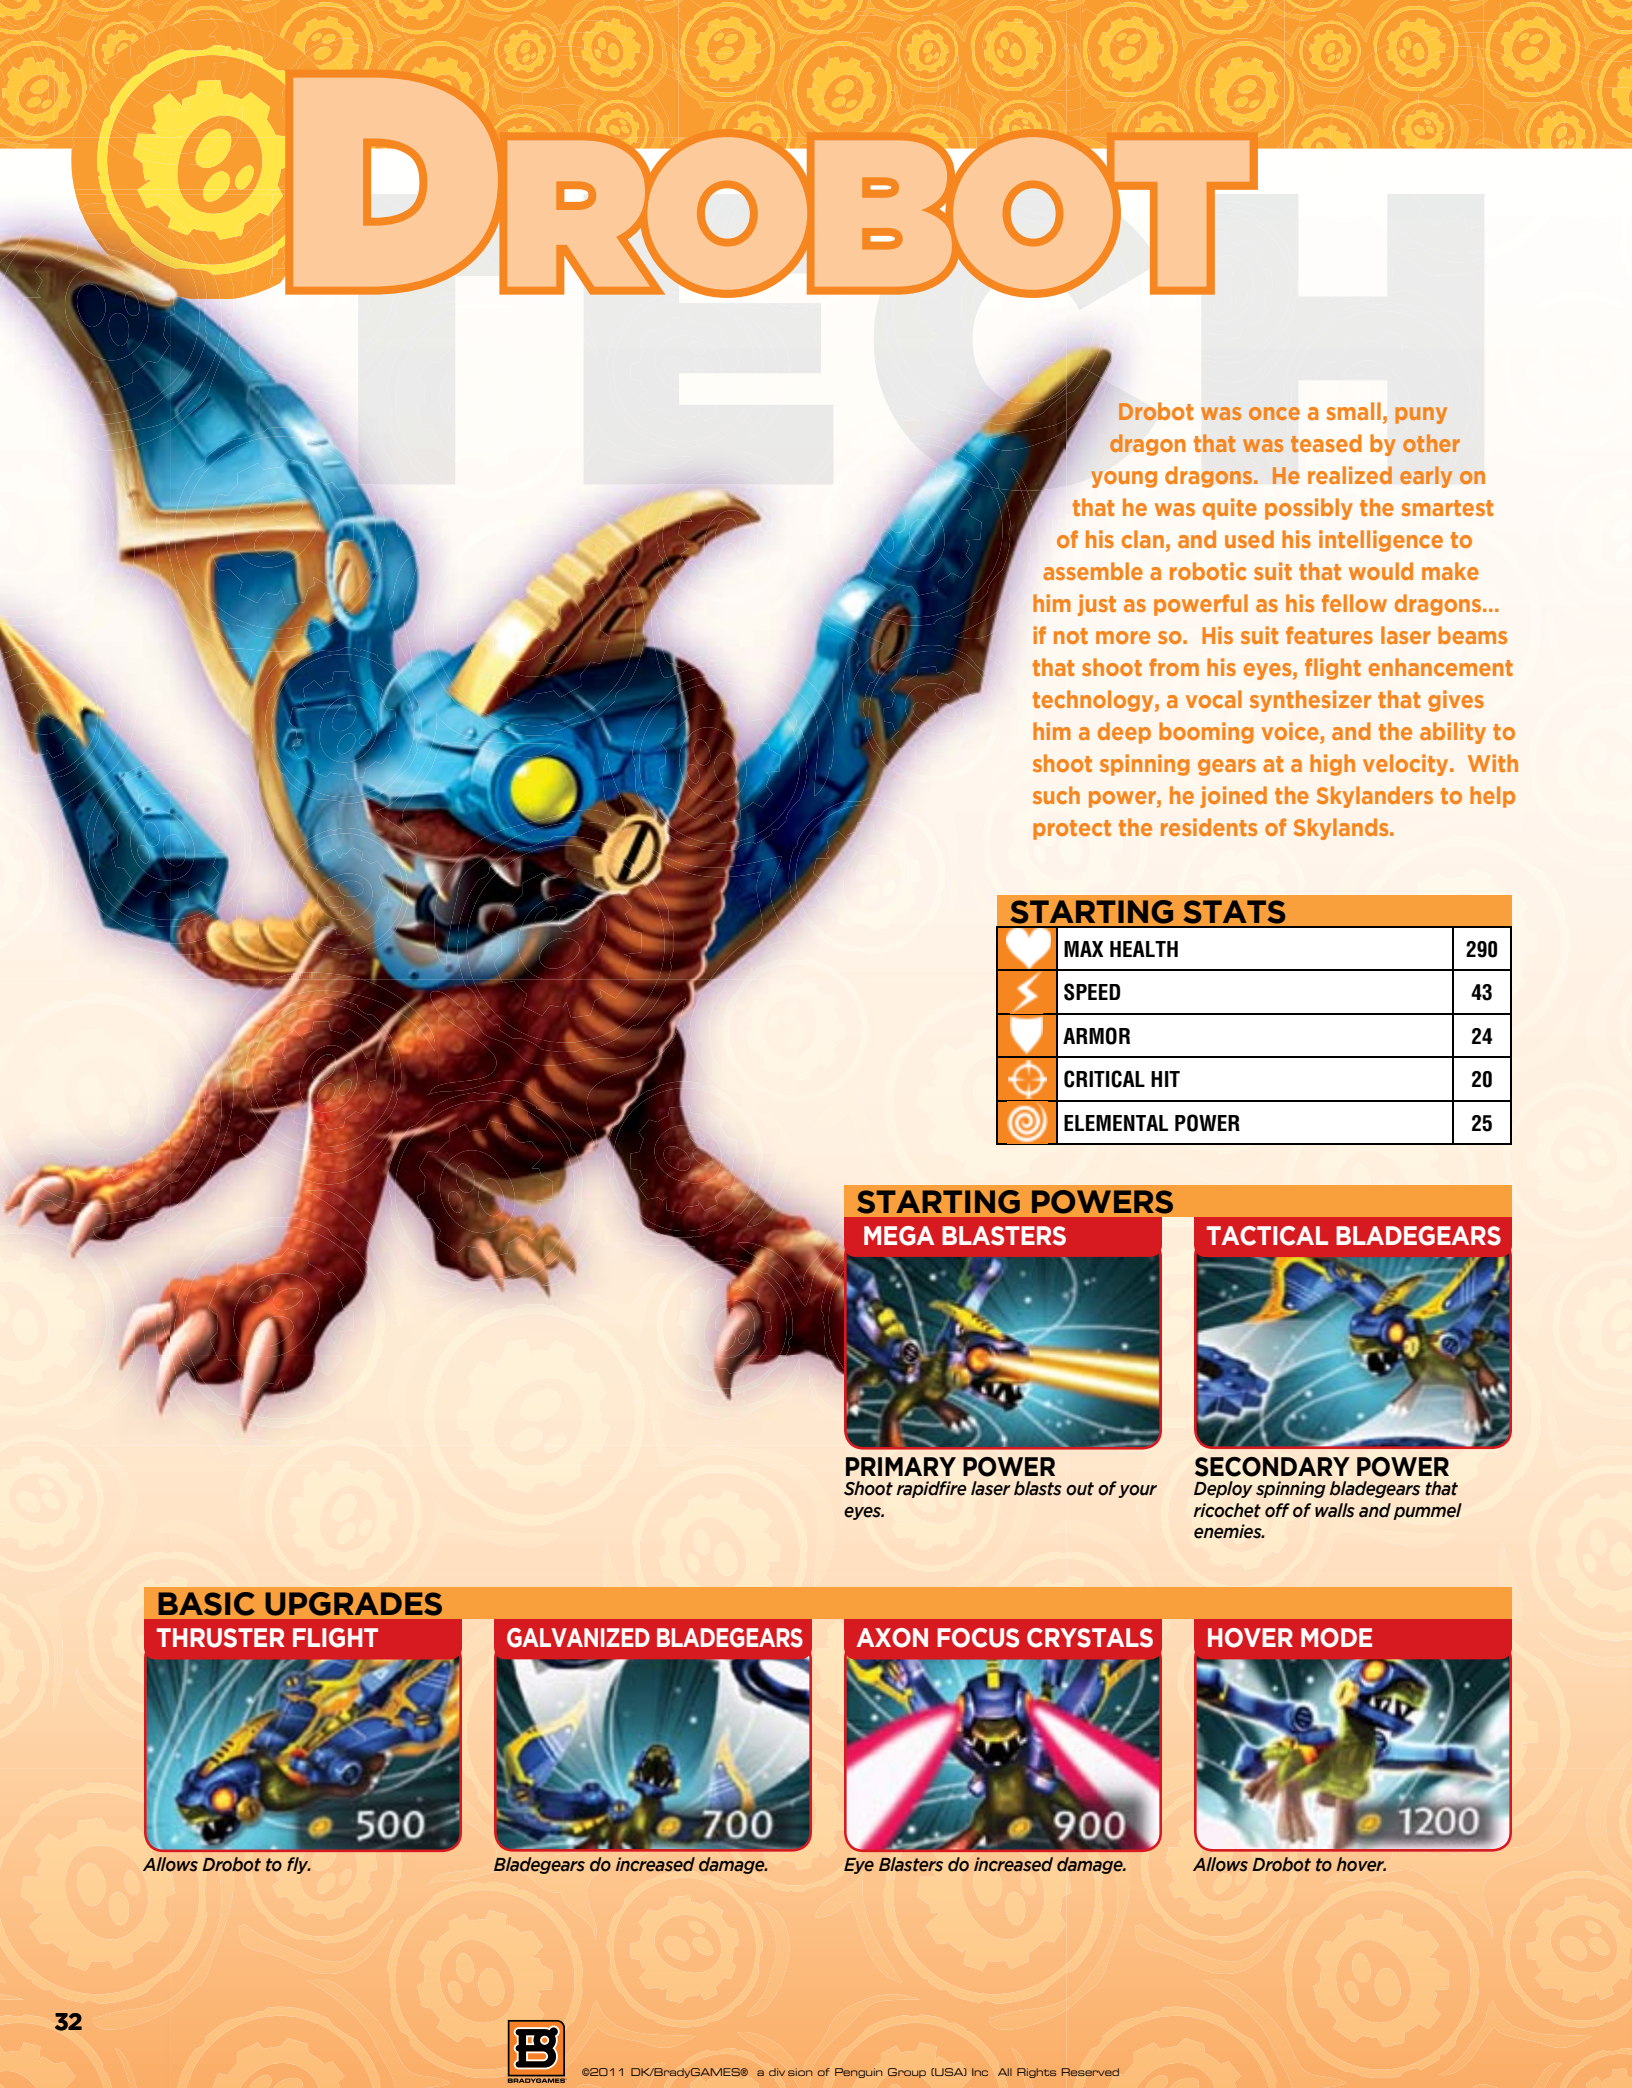 DROBOT
TECH
Drobot was once a small, puny
dragon that was teased by other
young dragons. He realized early on
that he was quite possibly the smartest
of his clan, and used his intelligence to
assemble a robotic suit that would make
him just as powerful as his fellow dragons...
if not more so. His suit features laser beams
that shoot from his eyes, flight enhancement
technology, a vocal synthesizer that gives
him a deep booming voice, and the ability to
shoot spinning gears at a high velocity. With
such power, he joined the Skylanders to help
protect the residents of Skylands.
STARTING STATS
MAX HEALTH 290
SPEED 43
ARMOR 24
CRITICAL HIT 20
ELEMENTAL POWER 25
STARTING POWERS
MEGA BLASTERS
PRIMARY POWER
Shoot rapidfire laser blasts out of your
eyes.
TACTICAL BLADEGEARS
SECONDARY POWER
Deploy spinning bladegears that
ricochet off of walls and pummel
enemies.
BASIC UPGRADES
THRUSTER FLIGHT
500
Allows Drobot to fly.
GALVANIZED BLADEGEARS
700
Bladegears do increased damage.
AXON FOCUS CRYSTALS
900
Eye Blasters do increased damage.
HOVER MODE
1200
Allows Drobot to hover.
32
BRADYGAMES
©2011 DK/BradyGAMES® a div sion of Penguin Group (USA) Inc All Rights Reserved